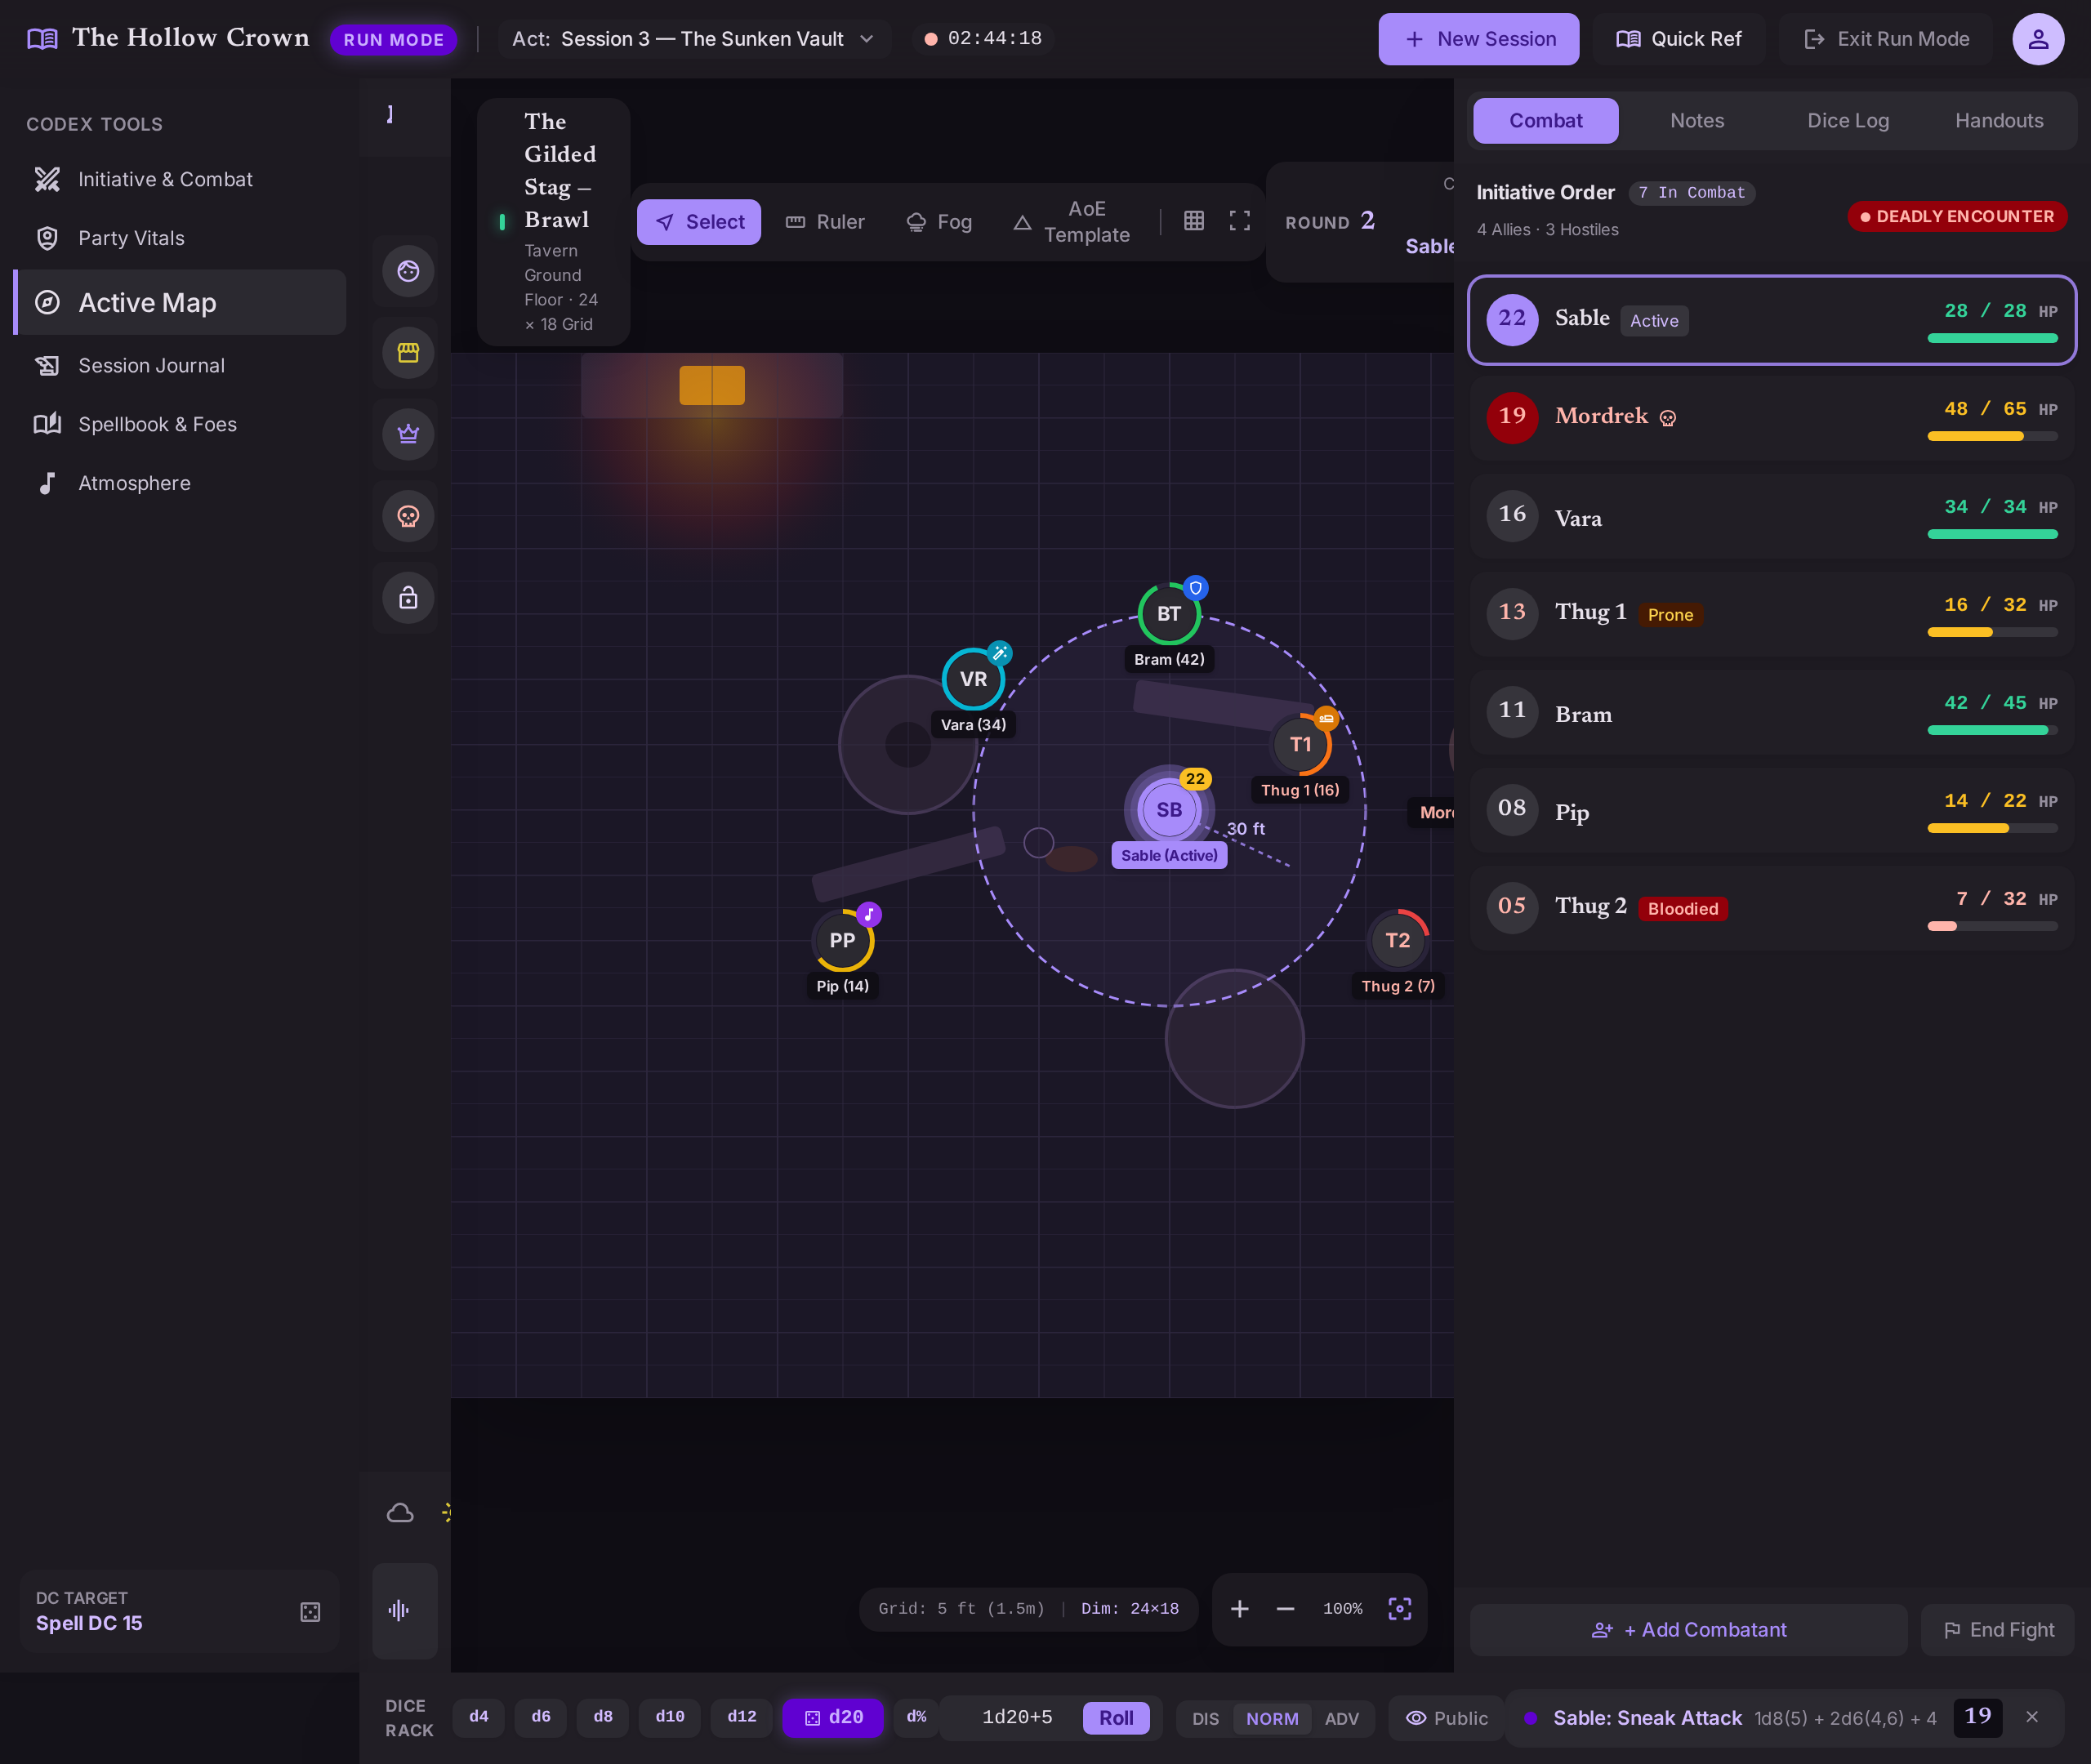 The Hollow Crown
RUN MODE
Act: Session 3 — The Sunken Vault
02:44:18
New Session
Quick Ref
Exit Run Mode
CODEX TOOLS
Initiative & Combat
Party Vitals
Active Map
Session Journal
Spellbook & Foes
Atmosphere
DC TARGET
Spell DC 15
The
Gilded
Stag –
Brawl
Tavern
Ground
Floor · 24
× 18 Grid
Select
Ruler
Fog
AoE
Template
ROUND 2
Sable
BT
Bram (42)
VR
Vara (34)
T1
Thug 1 (16)
22
SB
Sable (Active)
30 ft
PP
Pip (14)
T2
Thug 2 (7)
Grid: 5 ft (1.5m) | Dim: 24×18
100%
Combat
Notes
Dice Log
Handouts
Initiative Order
7 In Combat
4 Allies · 3 Hostiles
DEADLY ENCOUNTER
22 Sable Active 28 / 28 HP
19 Mordrek 48 / 65 HP
16 Vara 34 / 34 HP
13 Thug 1 Prone 16 / 32 HP
11 Bram 42 / 45 HP
08 Pip 14 / 22 HP
05 Thug 2 Bloodied 7 / 32 HP
+ Add Combatant
End Fight
DICE
RACK
d4
d6
d8
d10
d12
d20
d%
1d20+5
Roll
DIS
NORM
ADV
Public
Sable: Sneak Attack 1d8(5) + 2d6(4,6) + 4 19